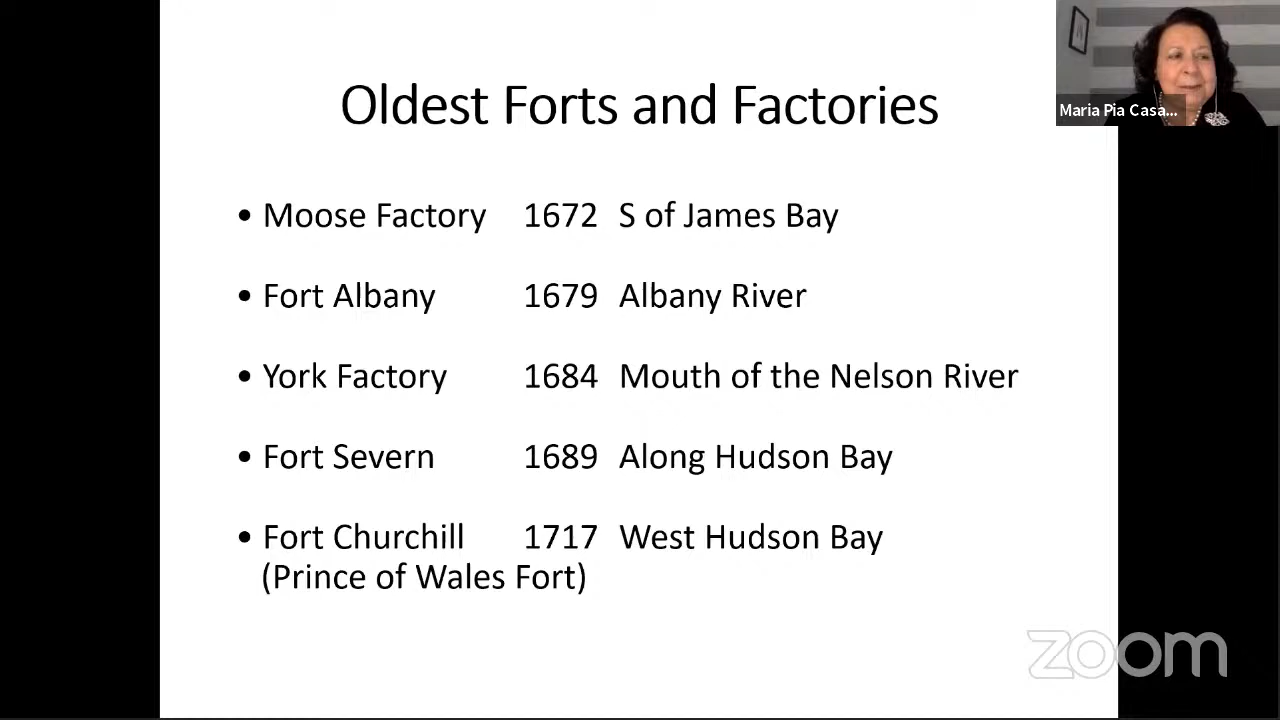 Oldest Forts and Factories
Maria Pia Casa...
• Moose Factory 1672 S of James Bay
• Fort Albany 1679 Albany River
• York Factory 1684 Mouth of the Nelson River
• Fort Severn 1689 Along Hudson Bay
• Fort Churchill 1717 West Hudson Bay
(Prince of Wales Fort)
zoom